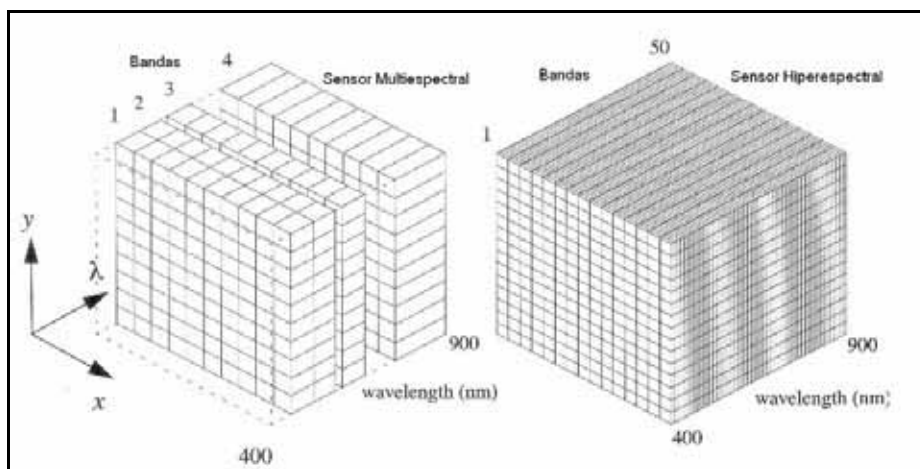 Bandas
1
2
3
4
Sensor Multiespectral
y
λ
x
400
900
wavelength (nm)
50
Bandas
Sensor Hiperespectral
1
900
wavelength (nm)
400